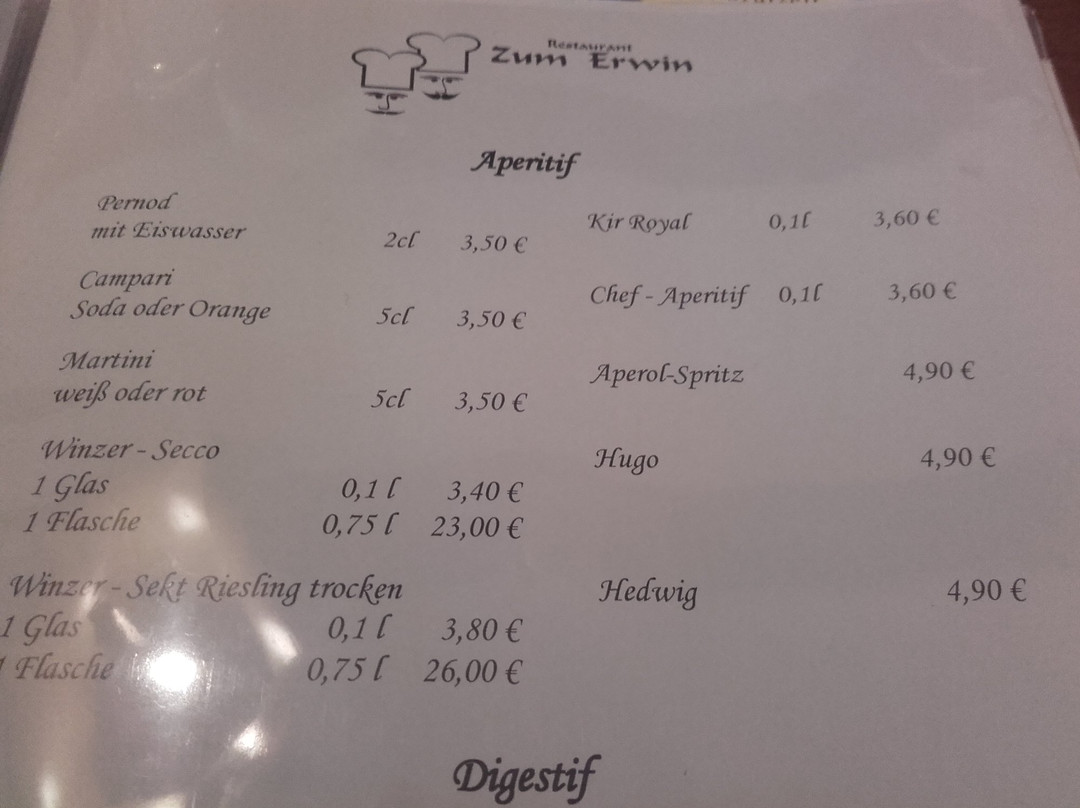 Restaurant
Zum Erwin
Aperitif
Pernod
mit Eiswasser 2cl 3,50 €
Campari
Soda oder Orange 5cl 3,50 €
Martini
weiß oder rot 5cl 3,50 €
Winzer - Secco
1 Glas 0,1 l 3,40 €
1 Flasche 0,75 l 23,00 €
Winzer - Sekt Riesling trocken
1 Glas 0,1 l 3,80 €
1 Flasche 0,75 l 26,00 €
Kir Royal 0,1l 3,60 €
Chef - Aperitif 0,1l 3,60 €
Aperol-Spritz 4,90 €
Hugo 4,90 €
Hedwig 4,90 €
Digestif